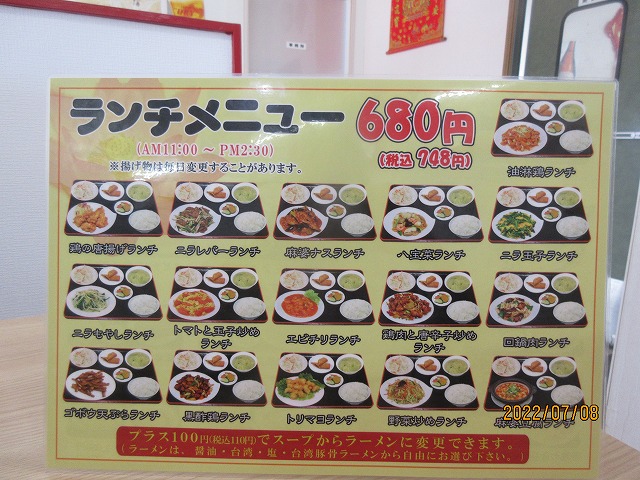 ランチメニュー 680円
(AM11:00 ～ PM2:30) (税込 748円)
※揚げ物は毎日変更することがあります。
油淋鶏ランチ
鶏の唐揚げランチ ニラレバーランチ 麻婆ナスランチ 八宝菜ランチ ニラ玉子ランチ
ニラもやしランチ トマトと玉子炒めランチ エビチリランチ 鶏肉と唐辛子炒めランチ 回鍋肉ランチ
ゴボウ天ぷらランチ 黒酢鶏ランチ トリマヨランチ 野菜炒めランチ 麻婆豆腐ランチ
2022/07/08
プラス100円(税込110円)でスープからラーメンに変更できます。
(ラーメンは、醤油・台湾・塩・台湾豚骨ラーメンから自由にお選び下さい。)